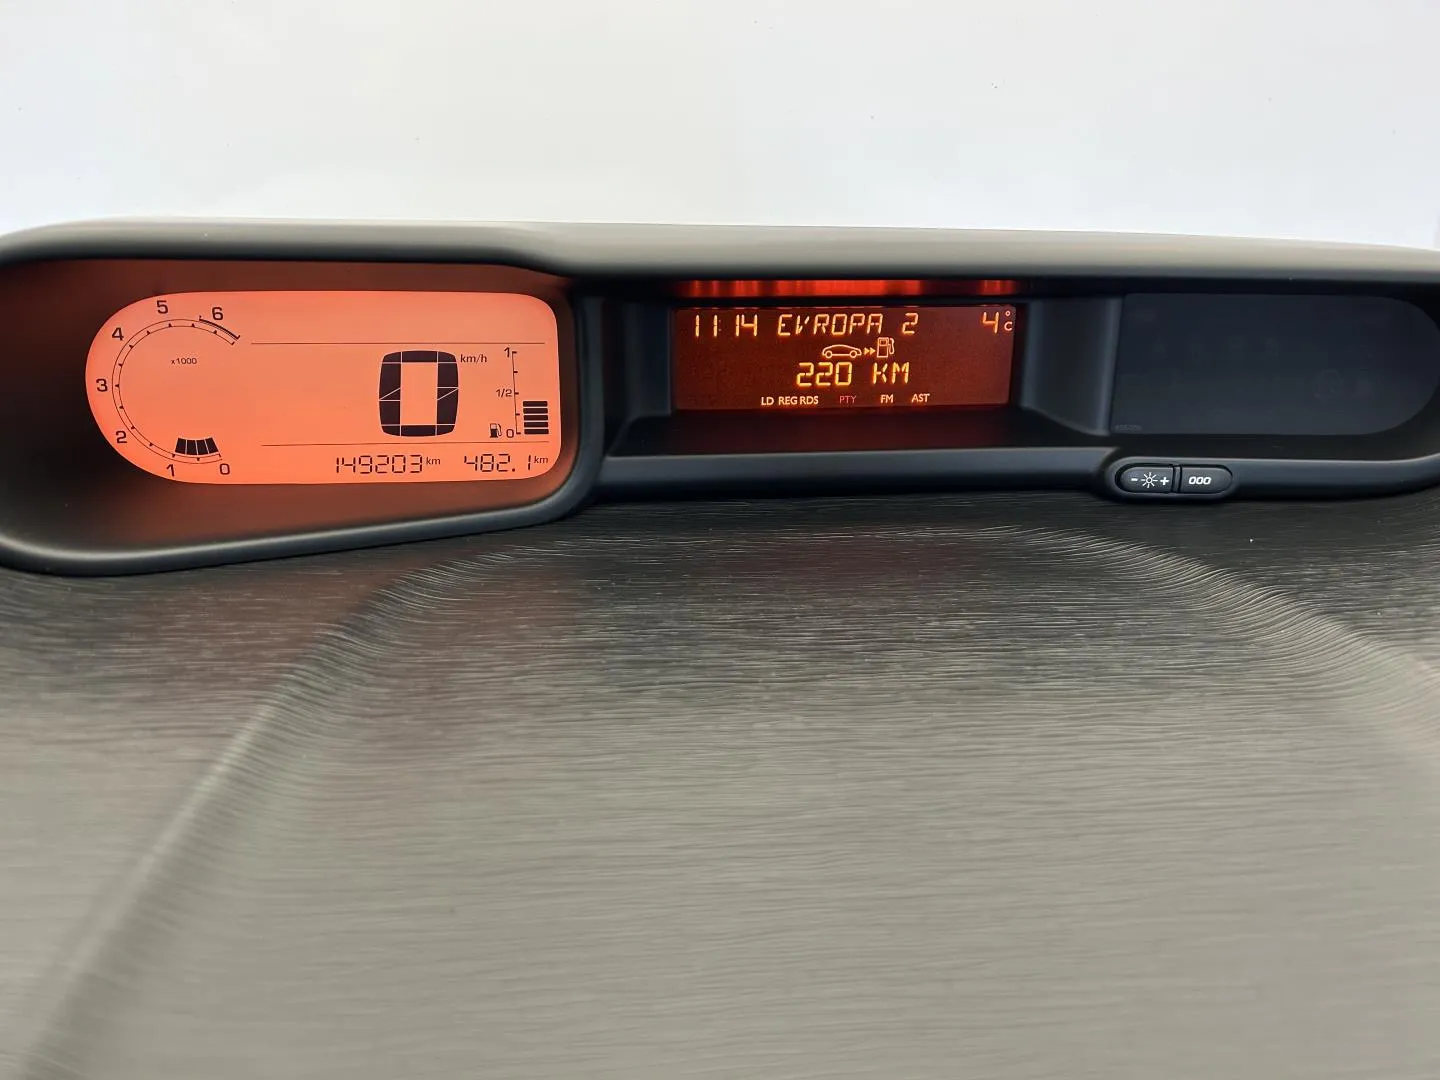 5
6
4
x1000
3
2
1
0
0 km/h
1
1/2
0
149203 km 482.1 km
11:14 EVROPA 2 4°C
220 KM
LD REG RDS PTY FM AST
- +
000